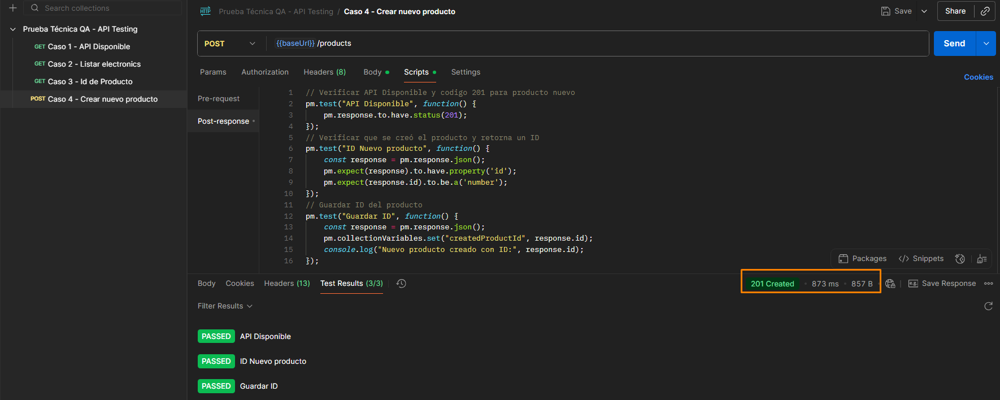 Search collections
Prueba Técnica QA - API Testing
GET Caso 1 - API Disponible
GET Caso 2 - Listar electronics
GET Caso 3 - Id de Producto
POST Caso 4 - Crear nuevo producto
HTTP Prueba Técnica QA - API Testing / Caso 4 - Crear nuevo producto
Save Share
POST {{baseUrl}} /products Send
Params Authorization Headers (8) Body Scripts Settings Cookies
Pre-request
Post-response
1 // Verificar API Disponible y codigo 201 para producto nuevo
2 pm.test("API Disponible", function() {
3 pm.response.to.have.status(201);
4 });
5 // Verificar que se creó el producto y retorna un ID
6 pm.test("ID Nuevo producto", function() {
7 const response = pm.response.json();
8 pm.expect(response).to.have.property('id');
9 pm.expect(response.id).to.be.a('number');
10 });
11 // Guardar ID del producto
12 pm.test("Guardar ID", function() {
13 const response = pm.response.json();
14 pm.collectionVariables.set("createdProductId", response.id);
15 console.log("Nuevo producto creado con ID:", response.id);
16 });
Packages </> Snippets
Body Cookies Headers (13) Test Results (3/3) 201 Created • 873 ms • 857 B e.g. Save Response
Filter Results
PASSED API Disponible
PASSED ID Nuevo producto
PASSED Guardar ID